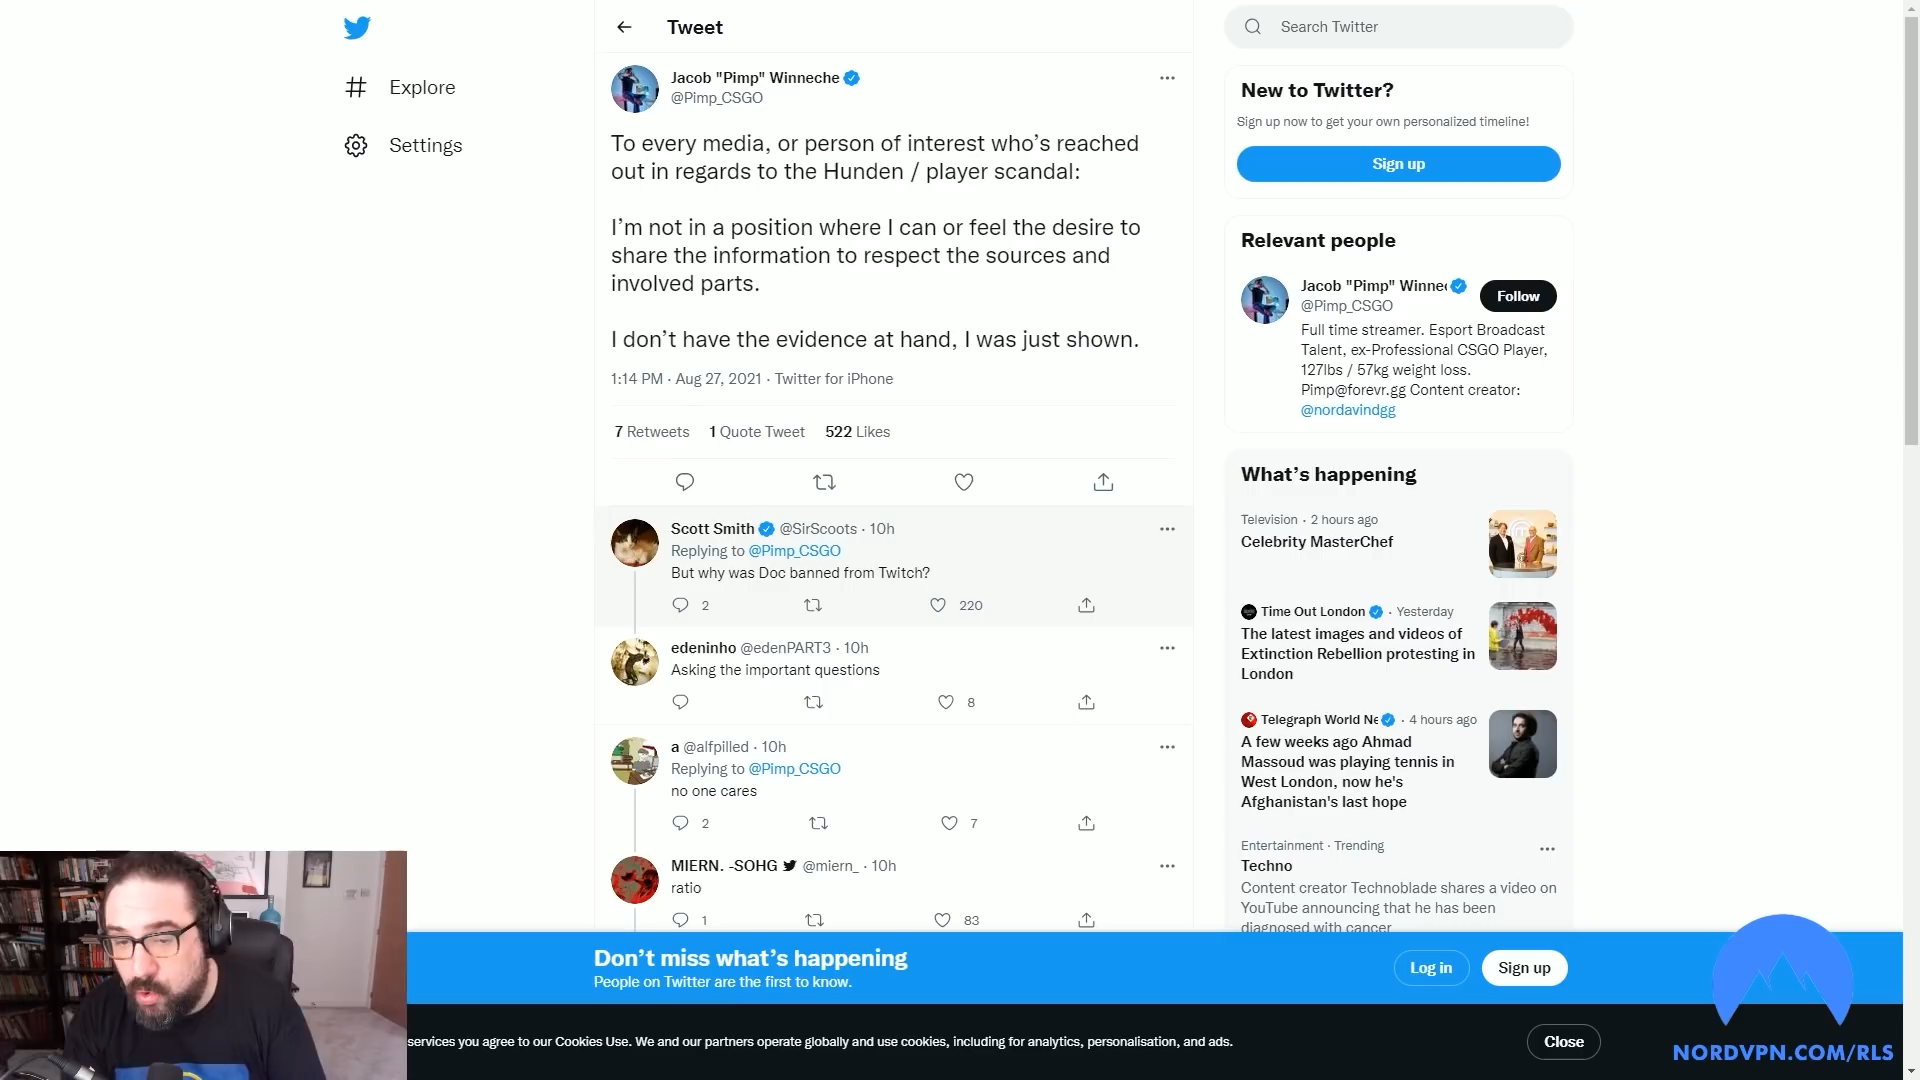 Explore
Settings
Tweet
Jacob "Pimp" Winneche
@Pimp_CSGO
To every media, or person of interest who’s reached
out in regards to the Hunden / player scandal:
I’m not in a position where I can or feel the desire to
share the information to respect the sources and
involved parts.
I don’t have the evidence at hand, I was just shown.
1:14 PM · Aug 27, 2021 · Twitter for iPhone
7 Retweets 1 Quote Tweet 522 Likes
Scott Smith @SirScoots · 10h
Replying to @Pimp_CSGO
But why was Doc banned from Twitch?
2 220
edeninho @edenPART3 · 10h
Asking the important questions
8
a @alfpilled · 10h
Replying to @Pimp_CSGO
no one cares
2 7
MIERN. -SOHG @miern_ · 10h
ratio
1 83
Search Twitter
New to Twitter?
Sign up now to get your own personalized timeline!
Sign up
Relevant people
Jacob "Pimp" Winne
@Pimp_CSGO
Follow
Full time streamer. Esport Broadcast
Talent, ex-Professional CSGO Player,
127lbs / 57kg weight loss.
Pimp@forevr.gg Content creator:
@nordavindgg
What’s happening
Television · 2 hours ago
Celebrity MasterChef
Time Out London · Yesterday
The latest images and videos of
Extinction Rebellion protesting in
London
Telegraph World Ne · 4 hours ago
A few weeks ago Ahmad
Massoud was playing tennis in
West London, now he's
Afghanistan's last hope
Entertainment · Trending
Techno
Content creator Technoblade shares a video on
YouTube announcing that he has been
diagnosed with cancer
Don’t miss what’s happening
People on Twitter are the first to know.
Log in
Sign up
services you agree to our Cookies Use. We and our partners operate globally and use cookies, including for analytics, personalisation, and ads.
Close
NORDVPN.COM/RLS